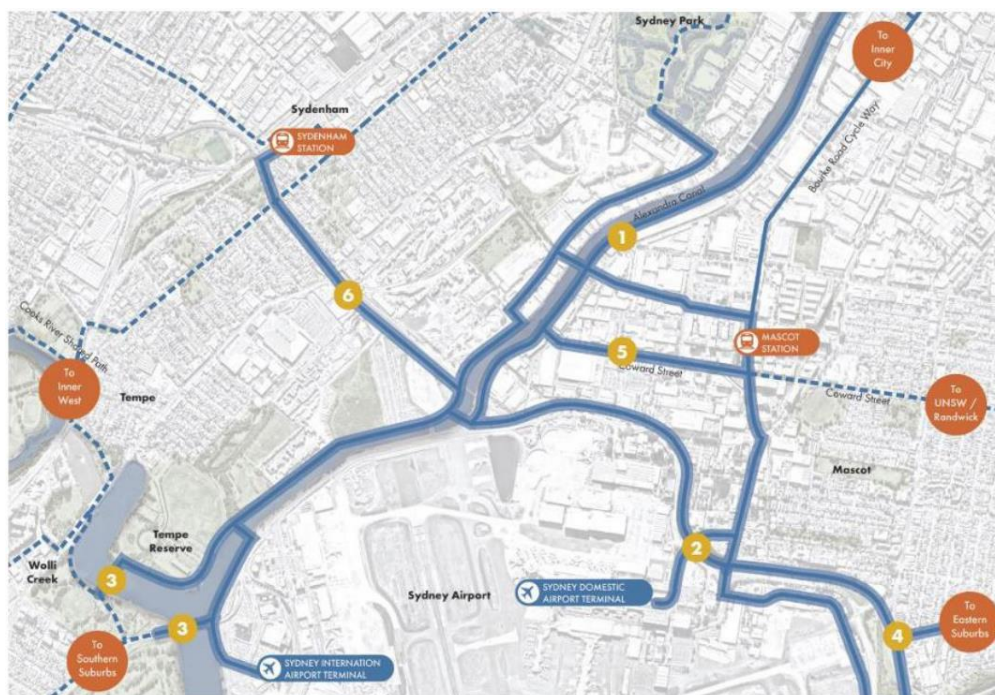 Sydney Park
To
Inner
City
Sydenham
SYDENHAM
STATION
Bourke Road Cycle Way
Alexandra Canal
1
6
Cooks River Shared Path
MASCOT
STATION
5
Coward Street
To
Inner
West
Tempe
Coward Street
To
UNSW /
Randwick
Mascot
Tempe
Reserve
2
Wolli
Creek
3
Sydney Airport
SYDNEY DOMESTIC
AIRPORT TERMINAL
3
4
To
Eastern
Suburbs
To
Southern
Suburbs
SYDNEY INTERNATION
AIRPORT TERMINAL